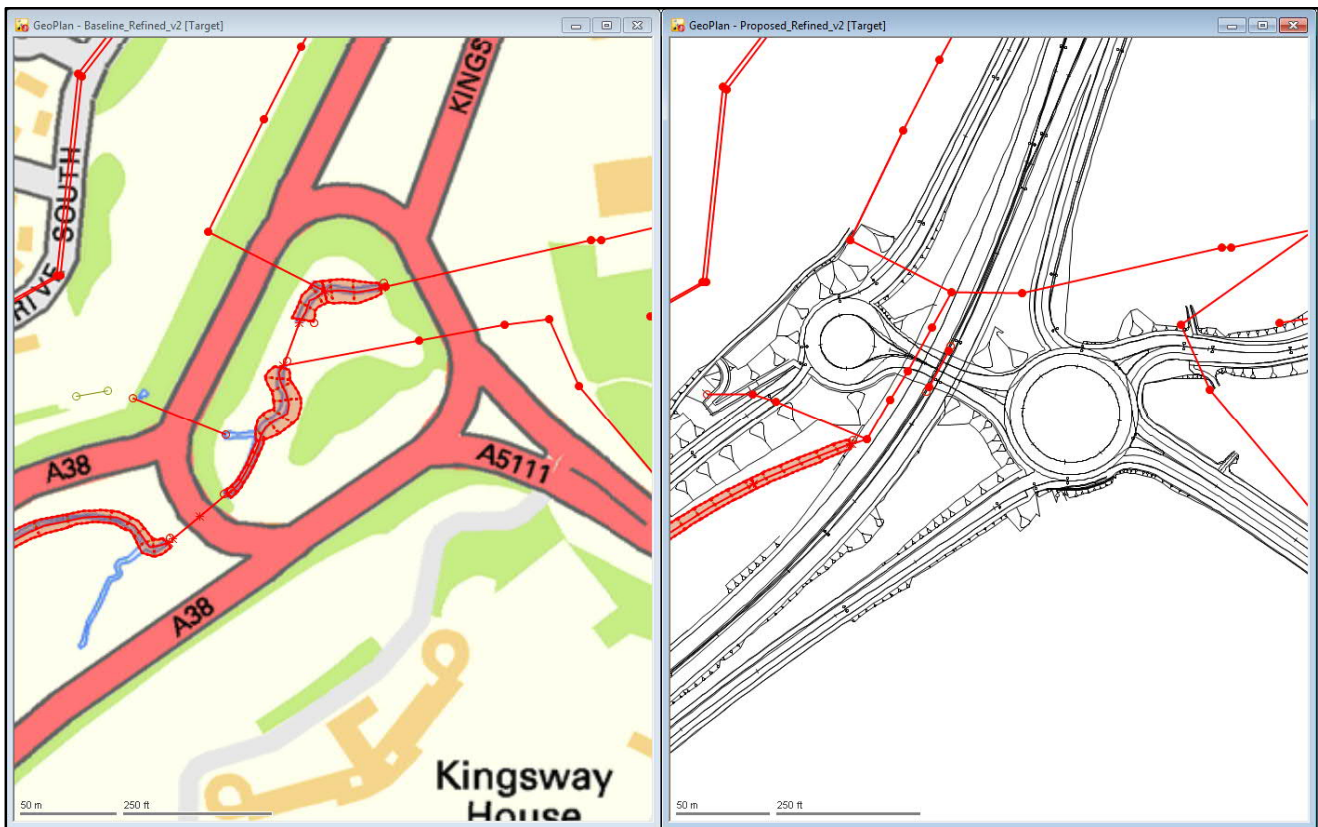 GeoPlan - Baseline_Refined_v2 [Target]
GeoPlan - Proposed_Refined_v2 [Target]
KINGS
SOUTH
RIVE
A38
A5111
A38
Kingsway
House
50 m
250 ft
50 m
250 ft